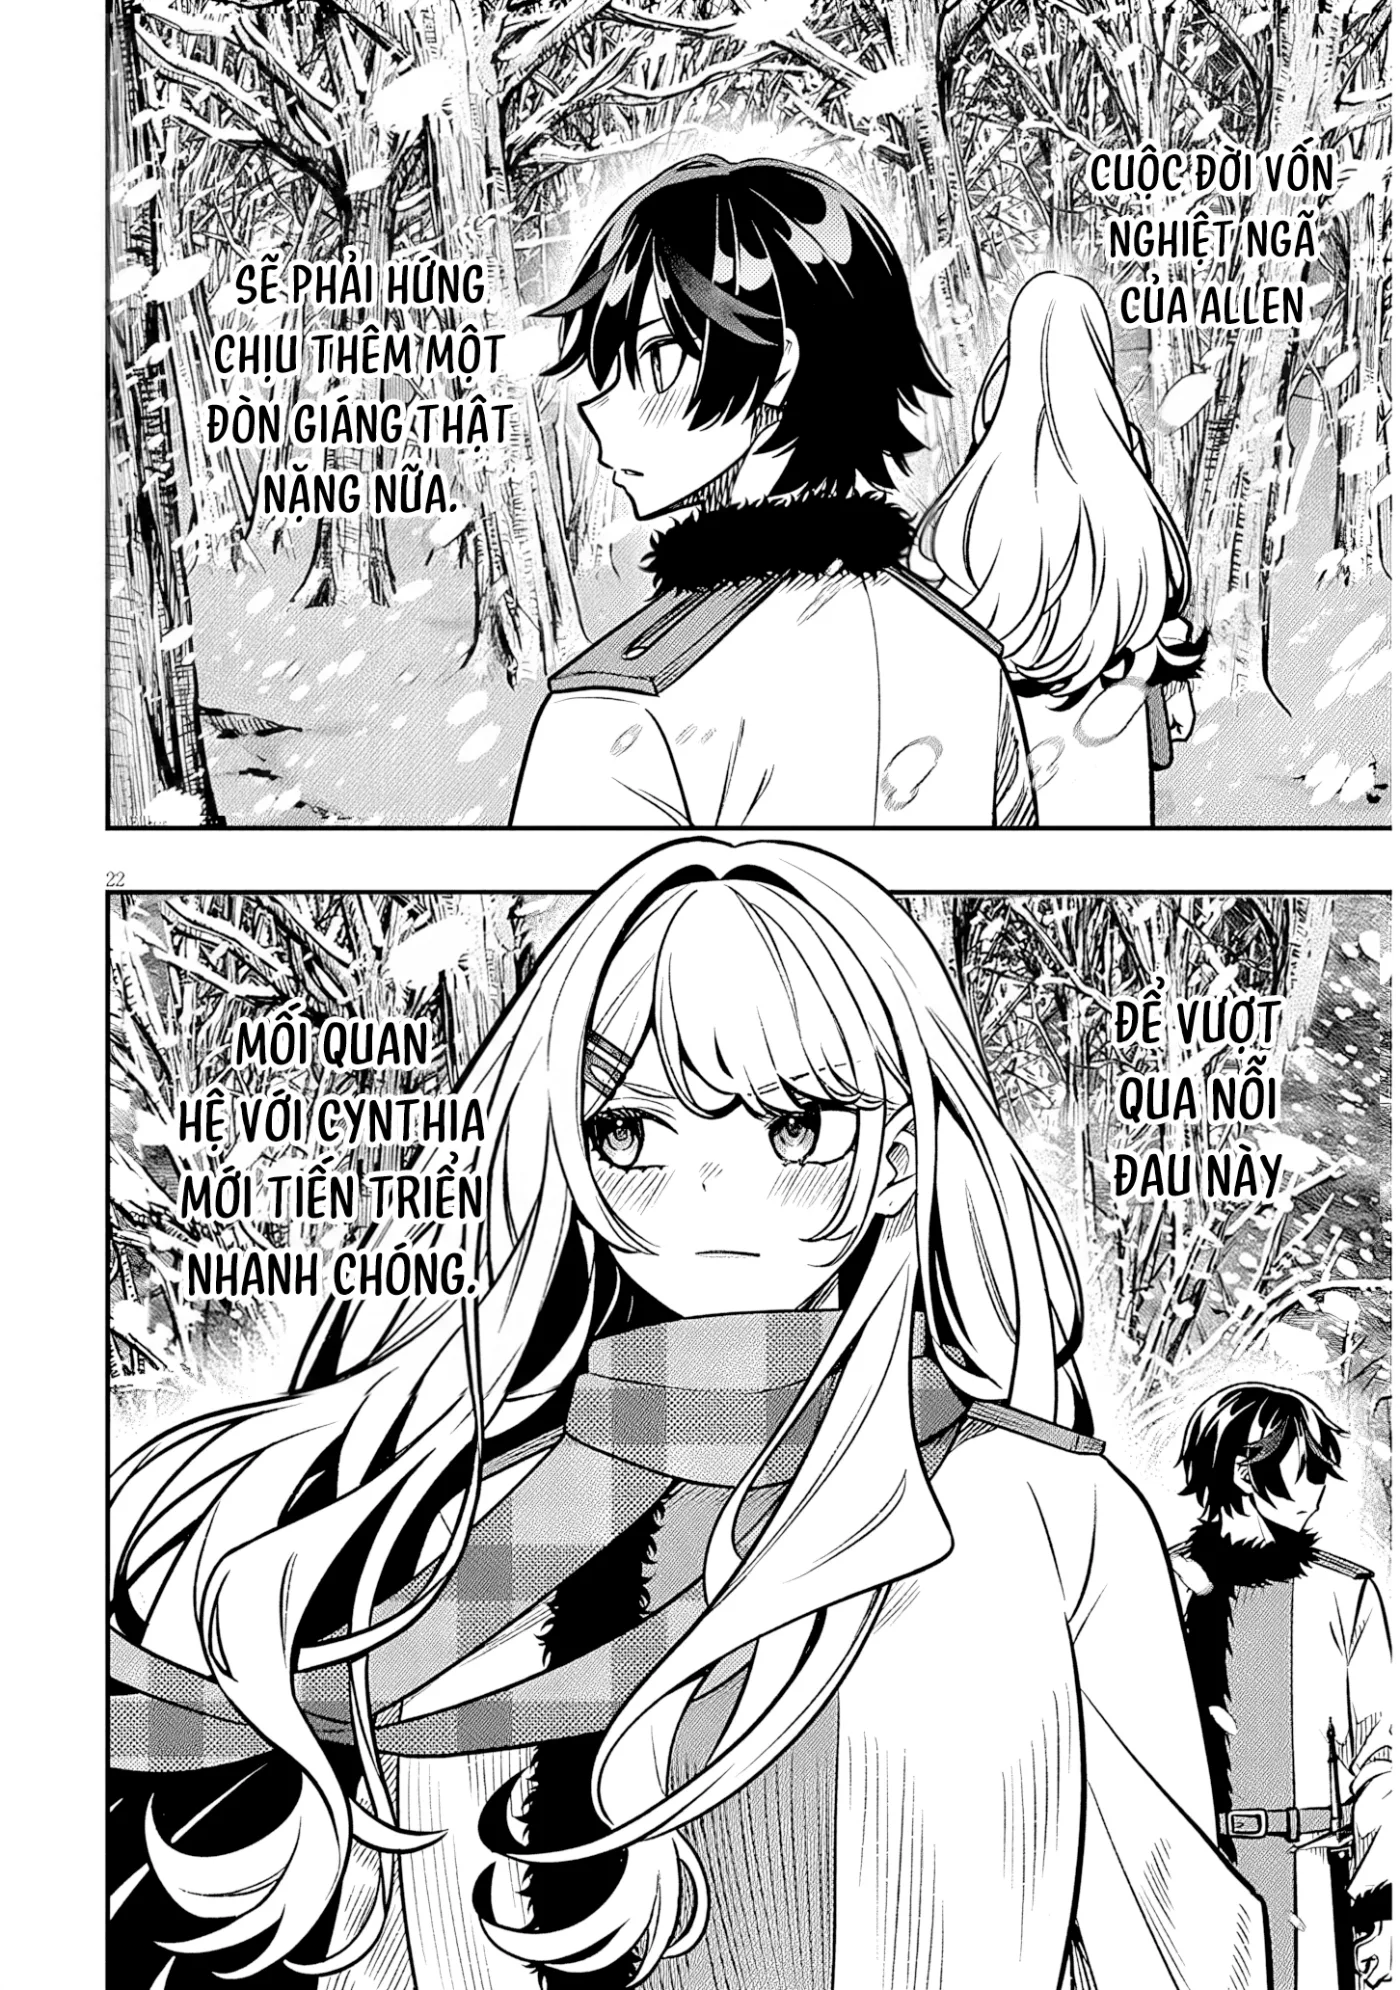 CUỘC ĐỜI VỐN
NGHIỆT NGÃ
CỦA ALLEN
SẼ PHẢI HỨNG
CHỊU THÊM MỘT
ĐÒN GIÁNG THẬT
NẶNG NỮA.
22
ĐỂ VƯỢT
QUA NỖI
ĐAU NÀY
MỐI QUAN
HỆ VỚI CYNTHIA
MỚI TIẾN TRIỂN
NHANH CHÓNG.